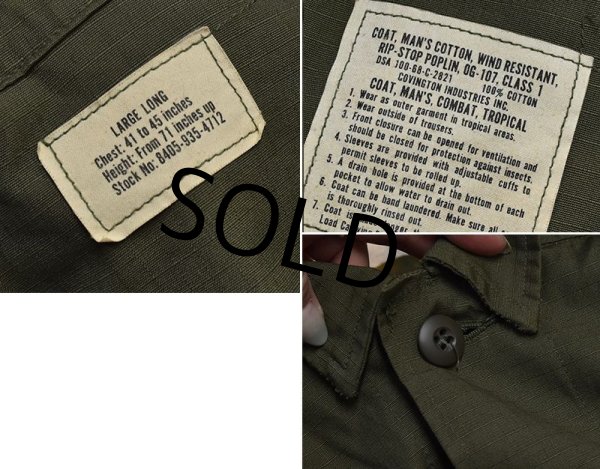 LARGE LONG
Chest: 41 to 45 inches
Height: From 71 inches up
Stock No: 8405-935-4712
COAT, MAN'S COTTON, WIND RESISTANT,
RIP-STOP POPLIN, OG-107, CLASS 1
DSA 100-68-C-2821 100% COTTON
COVINGTON INDUSTRIES INC.
COAT, MAN'S, COMBAT, TROPICAL
1. Wear as outer garment in tropical areas.
2. Wear outside of trousers.
3. Front closure can be opened for ventilation and
should be closed for protection against insects.
4. Sleeves are provided with adjustable cuffs to
permit sleeves to be rolled up.
5. A drain hole is provided at the bottom of each
pocket to allow water to drain out.
6. Coat can be hand laundered. Make sure all
is thoroughly rinsed out.
7. Coat is
Load
SOLD